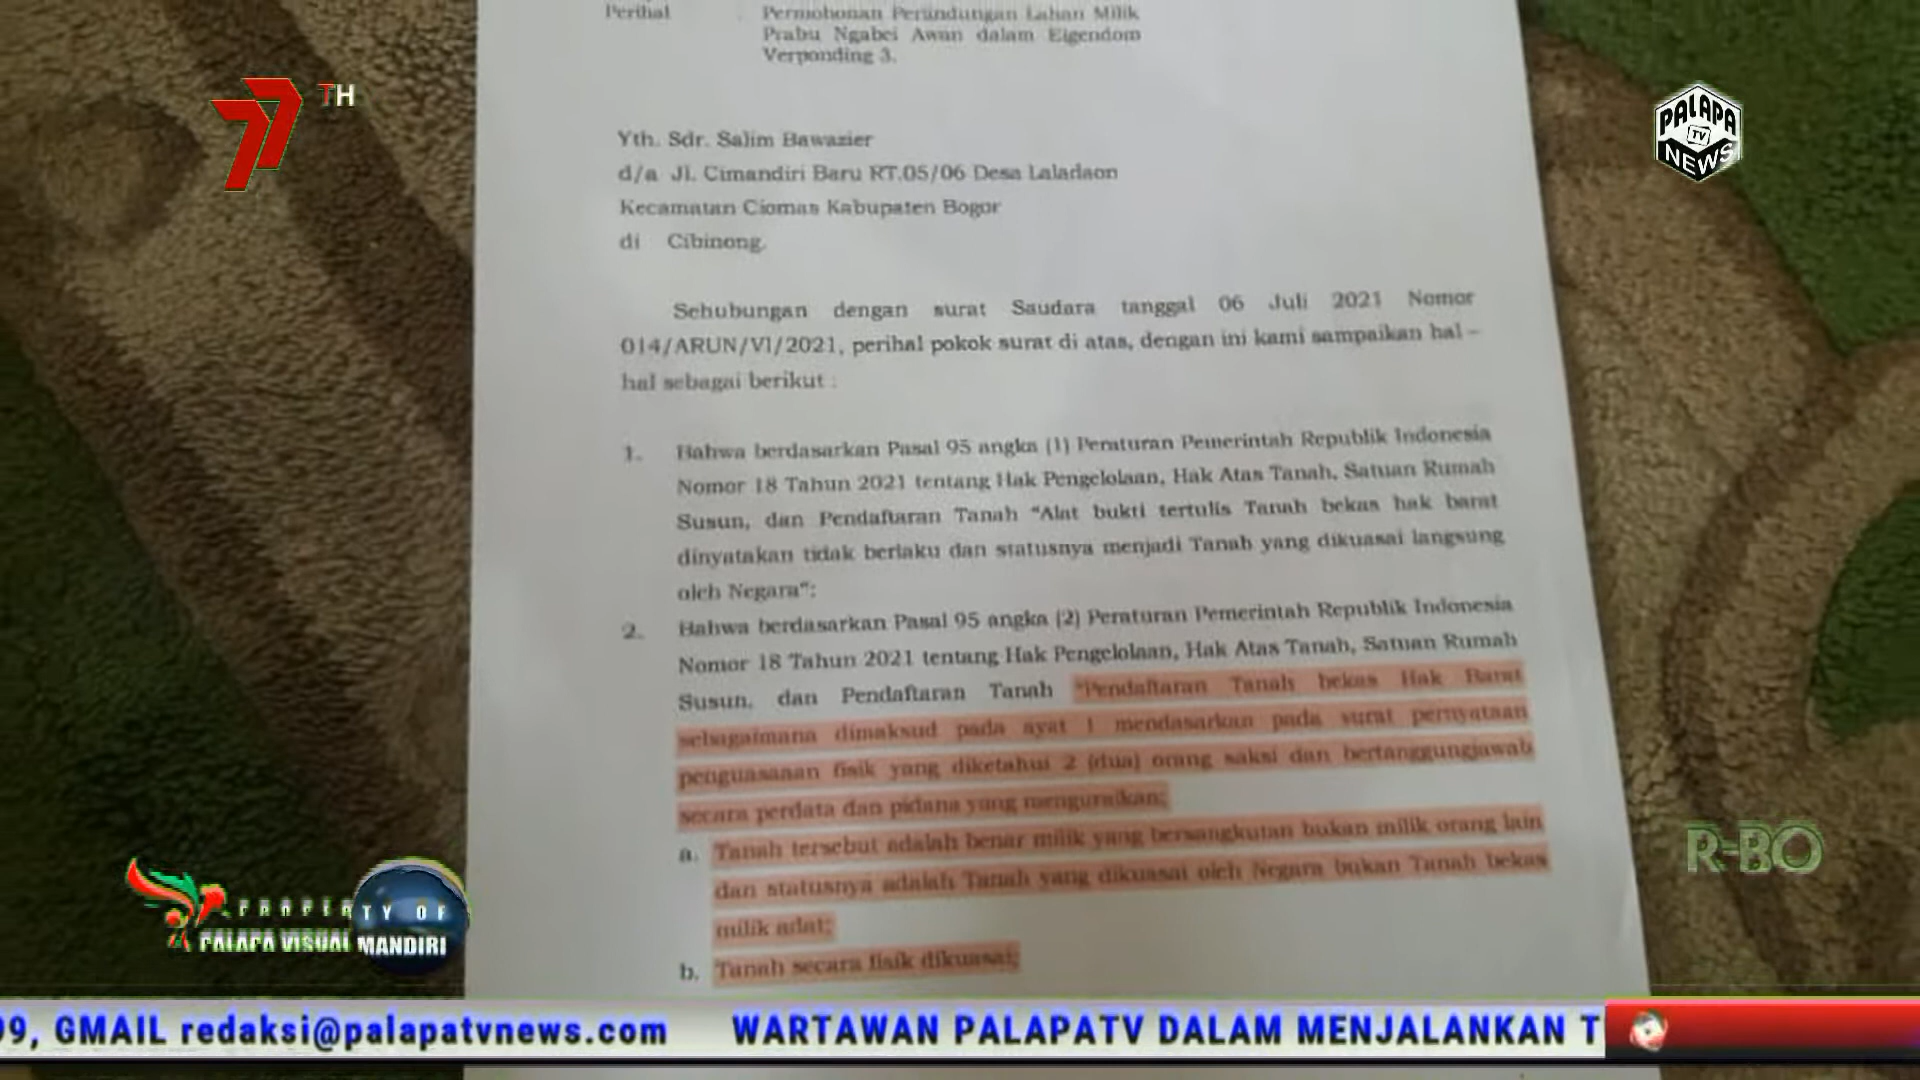 Perihal : Permohonan Perlindungan Lahan Milik
Prabu Ngabei Awan dalam Eigendom
Verponding 3.
77 TH
PALAPA
TV
NEWS
Yth. Sdr. Salim Bawazier
d/a Jl. Cimandiri Baru RT.05/06 Desa Laladaon
Kecamatan Ciomas Kabupaten Bogor
di Cibinong.
Sehubungan dengan surat Saudara tanggal 06 Juli 2021 Nomor
014/ARUN/VI/2021, perihal pokok surat di atas, dengan ini kami sampaikan hal –
hal sebagai berikut :
1. Bahwa berdasarkan Pasal 95 angka (1) Peraturan Pemerintah Republik Indonesia
Nomor 18 Tahun 2021 tentang Hak Pengelolaan, Hak Atas Tanah, Satuan Rumah
Susun, dan Pendaftaran Tanah "Alat bukti tertulis Tanah bekas hak barat
dinyatakan tidak berlaku dan statusnya menjadi Tanah yang dikuasai langsung
oleh Negara";
2. Bahwa berdasarkan Pasal 95 angka (2) Peraturan Pemerintah Republik Indonesia
Nomor 18 Tahun 2021 tentang Hak Pengelolaan, Hak Atas Tanah, Satuan Rumah
Susun, dan Pendaftaran Tanah "Pendaftaran Tanah bekas Hak Barat
sebagaimana dimaksud pada ayat 1 mendasarkan pada surat pernyataan
penguasaaan fisik yang diketahui 2 (dua) orang saksi dan bertanggungjawab
secara perdata dan pidana yang menguraikan;
a. Tanah tersebut adalah benar milik yang bersangkutan bukan milik orang lain
dan statusnya adalah Tanah yang dikuasai oleh Negara bukan Tanah bekas
milik adat;
b. Tanah secara fisik dikuasai;
R-BO
PROPERTY OF
PALAPA VISUAL MANDIRI
99, GMAIL redaksi@palapatvnews.com WARTAWAN PALAPATV DALAM MENJALANKAN T